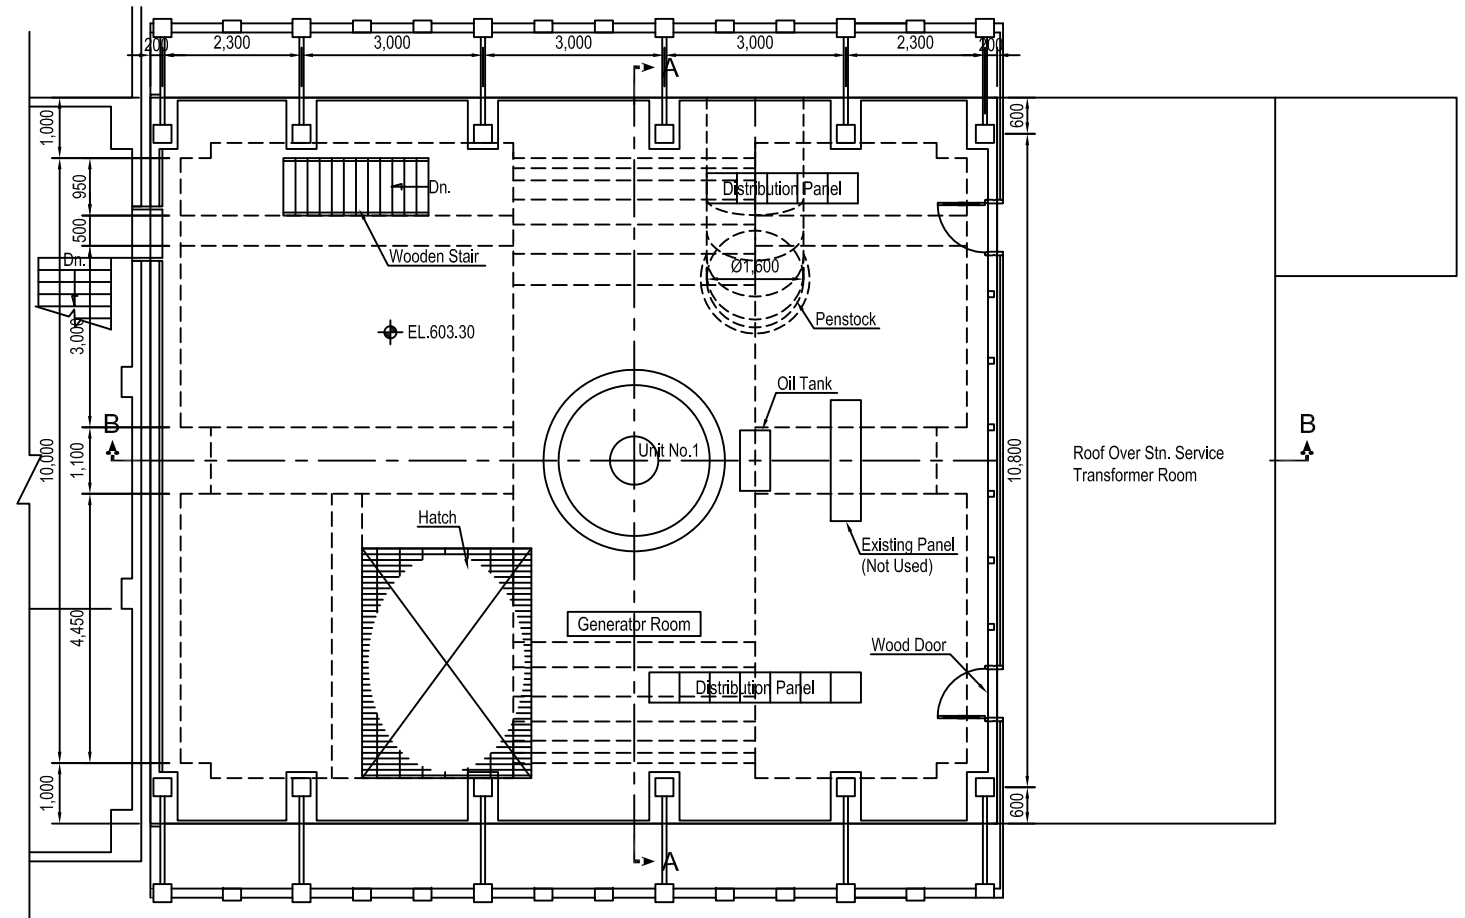 200
2,300
3,000
3,000
3,000
2,300
200
A
1,000
600
950
Dn.
Distribution Panel
500
Wooden Stair
Dn.
Ø1,600
Penstock
EL.603.30
3,000
Oil Tank
B
B
10,000
1,100
Unit No.1
10,800
Roof Over Stn. Service
Transformer Room
Hatch
Existing Panel
(Not Used)
4,450
Generator Room
Wood Door
Distribution Panel
1,000
600
A